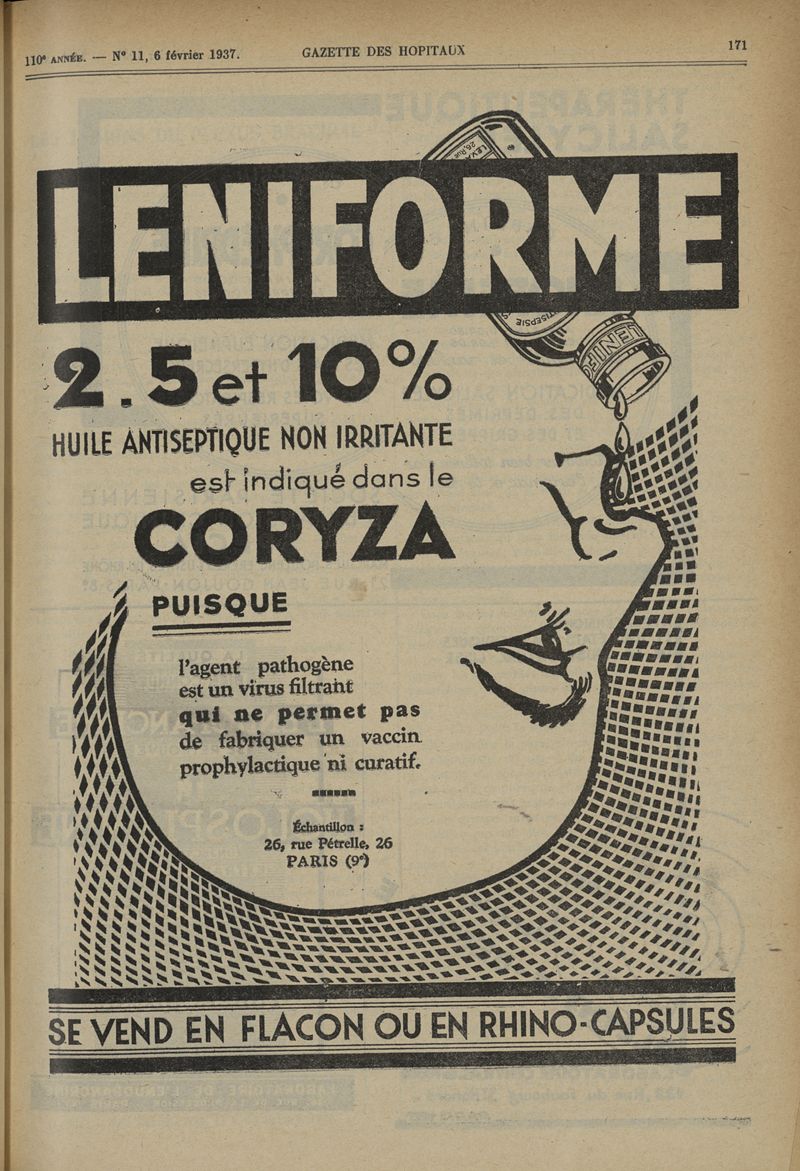 110e ANNÉE. — No 11, 6 février 1937. GAZETTE DES HOPITAUX 171
LENIFORME
2.5 et 10%
HUILE ANTISEPTIQUE NON IRRITANTE
est indiqué dans le
CORYZA
PUISQUE
l'agent pathogène
est un virus filtrant
qui ne permet pas
de fabriquer un vaccin
prophylactique ni curatif.
Échantillon :
26, rue Pétrelle, 26
PARIS (9e)
SE VEND EN FLACON OU EN RHINO-CAPSULES